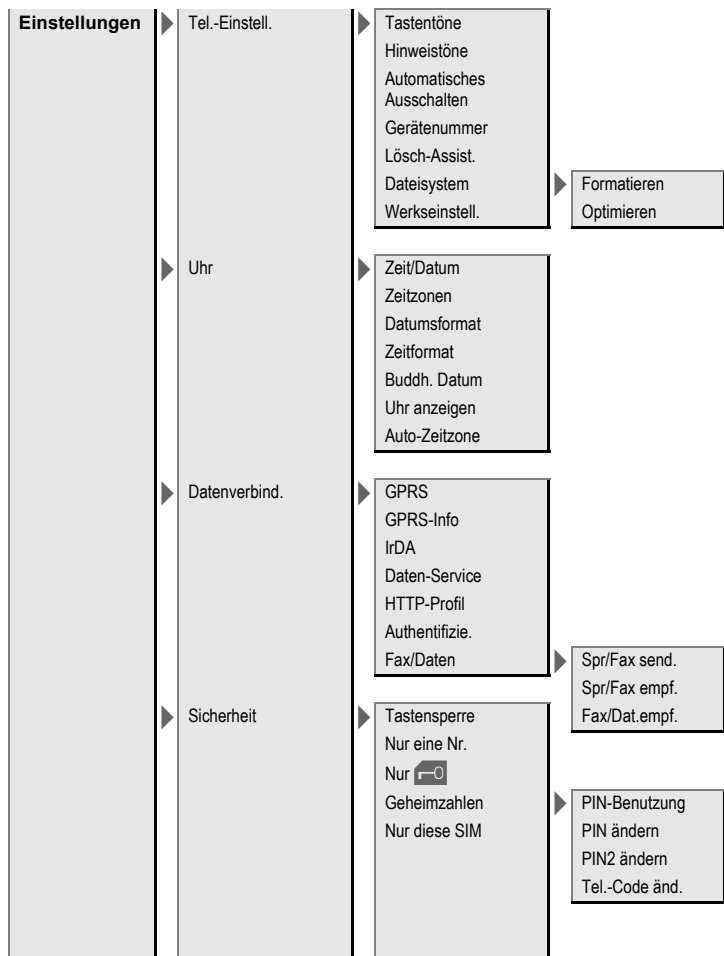 Einstellungen
Tel.-Einstell.
Tastentöne
Hinweistöne
Automatisches
Ausschalten
Gerätenummer
Lösch-Assist.
Dateisystem
Formatieren
Werkseinstell.
Optimieren
Uhr
Zeit/Datum
Zeitzonen
Datumsformat
Zeitformat
Buddh. Datum
Uhr anzeigen
Auto-Zeitzone
Datenverbind.
GPRS
GPRS-Info
IrDA
Daten-Service
HTTP-Profil
Authentifizie.
Fax/Daten
Spr/Fax send.
Spr/Fax empf.
Fax/Dat.empf.
Sicherheit
Tastensperre
Nur eine Nr.
Nur
Geheimzahlen
Nur diese SIM
PIN-Benutzung
PIN ändern
PIN2 ändern
Tel.-Code änd.